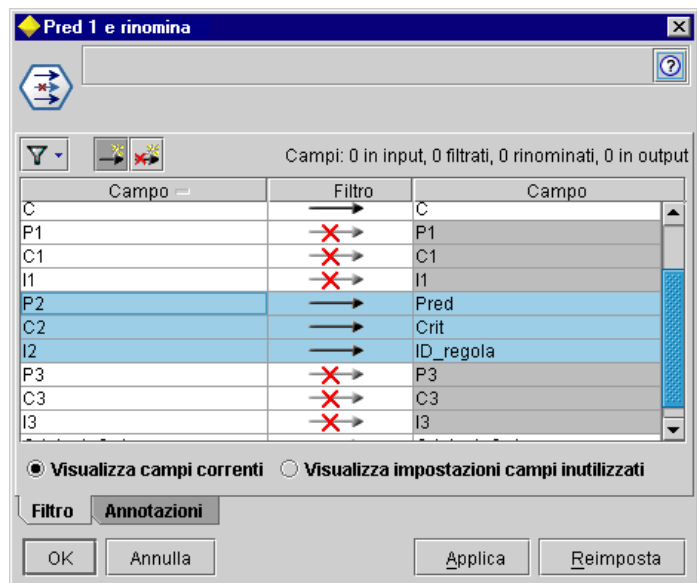 Pred 1 e rinomina
Campi: 0 in input, 0 filtrati, 0 rinominati, 0 in output
Campo Filtro Campo
C C
P1 P1
C1 C1
I1 I1
P2 Pred
C2 Crit
I2 ID_regola
P3 P3
C3 C3
I3 I3
Visualizza campi correnti Visualizza impostazioni campi inutilizzati
Filtro Annotazioni
OK Annulla Applica Reimposta